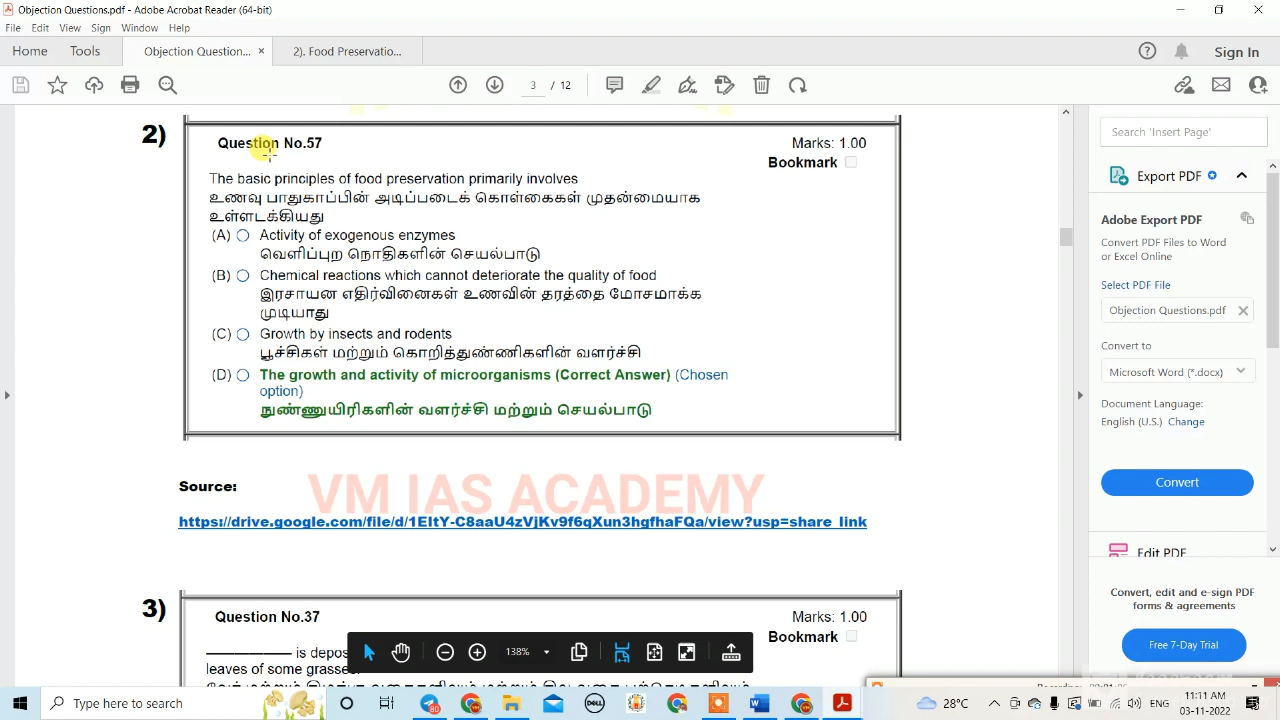 Objection Questions.pdf - Adobe Acrobat Reader (64-bit)
File Edit View Sign Window Help
Home Tools Objection Question... × 2). Food Preservatio... Sign In
3 / 12
2)
Question No.57 Marks: 1.00
Bookmark
The basic principles of food preservation primarily involves
உணவு பாதுகாப்பின் அடிப்படைக் கொள்கைகள் முதன்மையாக
உள்ளடக்கியது
(A) Activity of exogenous enzymes
வெளிப்புற நொதிகளின் செயல்பாடு
(B) Chemical reactions which cannot deteriorate the quality of food
இரசாயன எதிர்வினைகள் உணவின் தரத்தை மோசமாக்க
முடியாது
(C) Growth by insects and rodents
பூச்சிகள் மற்றும் கொறித்துண்ணிகளின் வளர்ச்சி
(D) The growth and activity of microorganisms (Correct Answer) (Chosen
option)
நுண்ணுயிரிகளின் வளர்ச்சி மற்றும் செயல்பாடு
Source:
VM IAS ACADEMY
https://drive.google.com/file/d/1EItY-C8aaU4zVjKv9f6qXun3hgfhaFQa/view?usp=share_link
3)
Question No.37 Marks: 1.00
Bookmark
is depos
leaves of some grasse
138%
Search 'Insert Page'
Export PDF
Adobe Export PDF
Convert PDF Files to Word
or Excel Online
Select PDF File
Objection Questions.pdf
Convert to
Microsoft Word (*.docx)
Document Language:
English (U.S.) Change
Convert
Edit PDF
Convert, edit and e-sign PDF
forms & agreements
Free 7-Day Trial
Type here to search
80
DELL
28°C
ENG
11:11 AM
03-11-2022